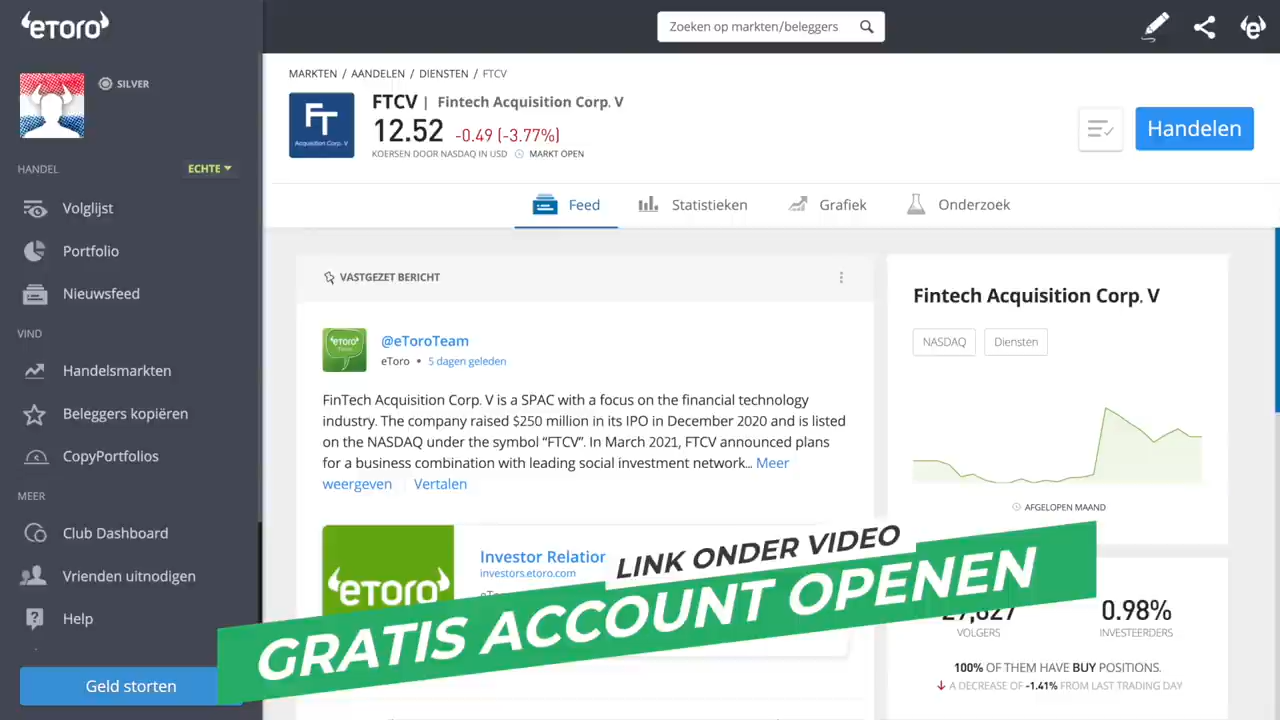 eTORO
Zoeken op markten/beleggers
SILVER
HANDEL
ECHTE
Volglijst
Portfolio
Nieuwsfeed
VIND
Handelsmarkten
Beleggers kopiëren
CopyPortfolios
MEER
Club Dashboard
Vrienden uitnodigen
Help
Geld storten
MARKTEN / AANDELEN / DIENSTEN / FTCV
FT
Acquisition Corp. V
FTCV | Fintech Acquisition Corp. V
12.52 -0.49 (-3.77%)
KOERSEN DOOR NASDAQ IN USD MARKT OPEN
Handelen
Feed
Statistieken
Grafiek
Onderzoek
VASTGEZET BERICHT
eTORO
@eToroTeam
eToro • 5 dagen geleden
FinTech Acquisition Corp. V is a SPAC with a focus on the financial technology
industry. The company raised $250 million in its IPO in December 2020 and is listed
on the NASDAQ under the symbol “FTCV”. In March 2021, FTCV announced plans
for a business combination with leading social investment network... Meer
weergeven Vertalen
eTORO
Investor Relation
investors.etoro.com
Fintech Acquisition Corp. V
NASDAQ
Diensten
AFGELOPEN MAAND
VOLGERS
0.98%
INVESTEERDERS
100% OF THEM HAVE BUY POSITIONS.
A DECREASE OF -1.41% FROM LAST TRADING DAY
LINK ONDER VIDEO
GRATIS ACCOUNT OPENEN